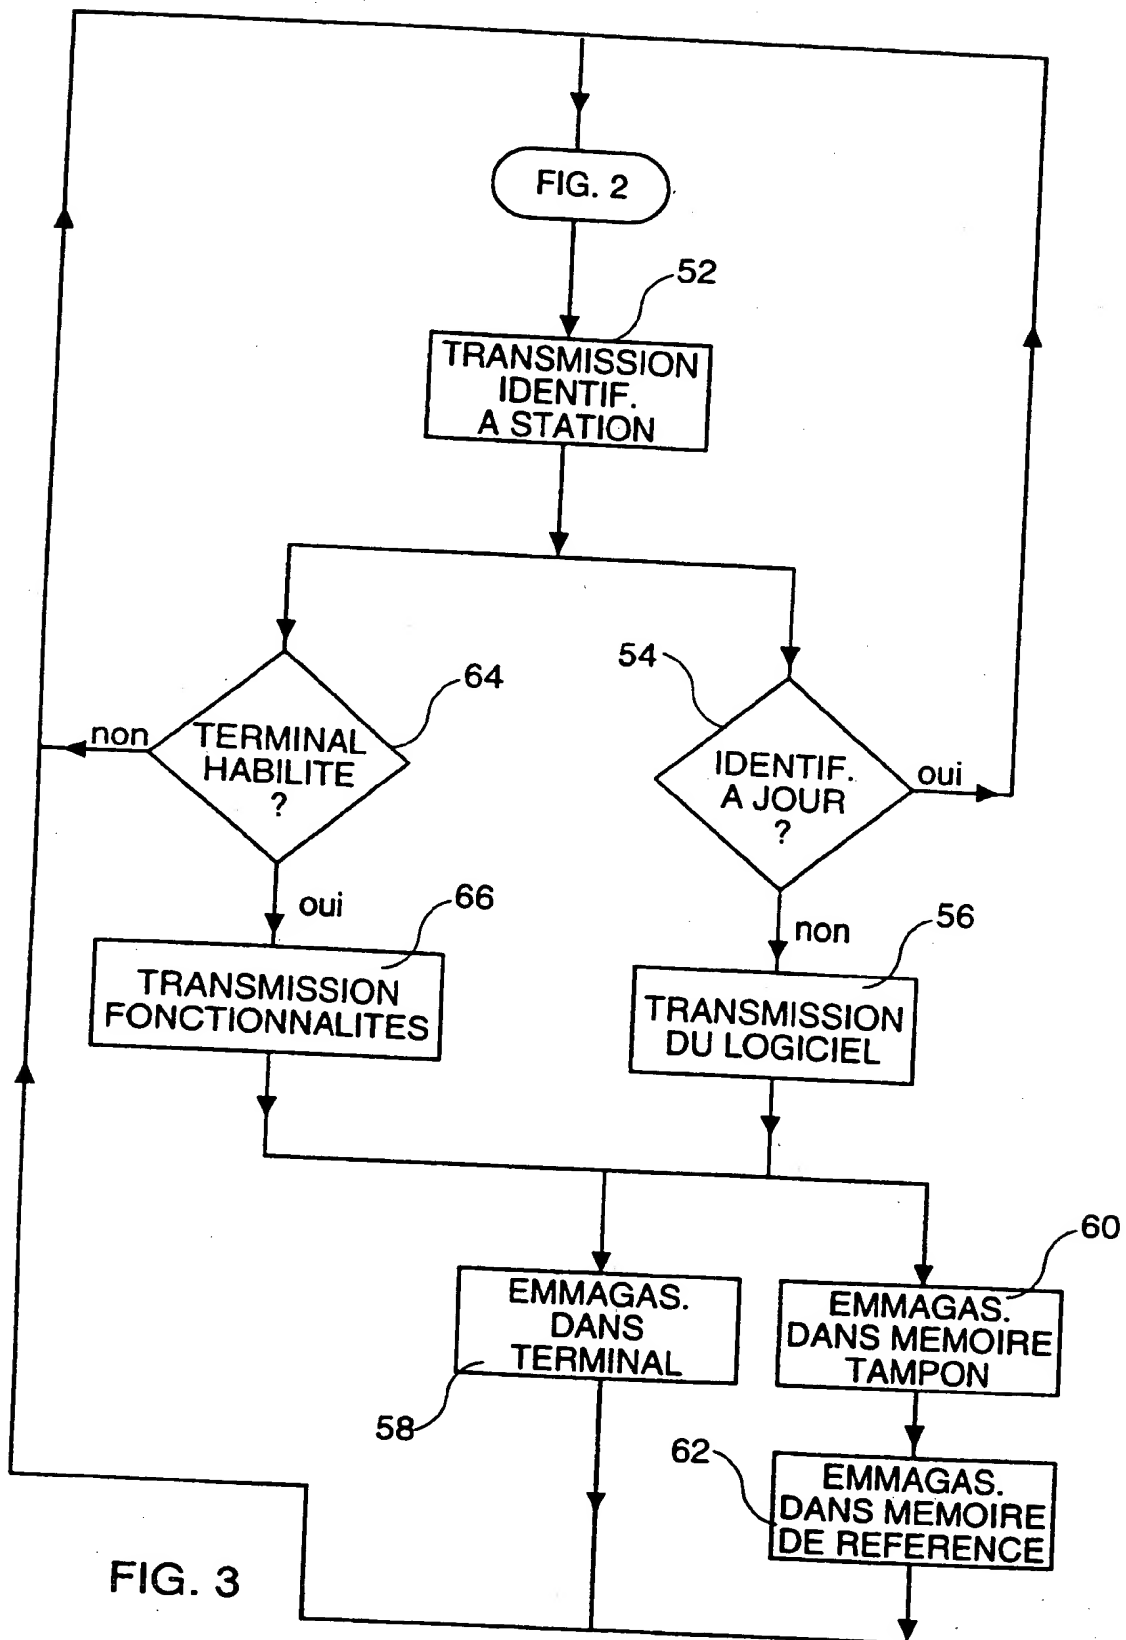 FIG. 2
52
TRANSMISSION
IDENTIF.
A STATION
64
54
non
TERMINAL
HABILITE
?
IDENTIF.
A JOUR
?
oui
oui
66
non
56
TRANSMISSION
FONCTIONNALITES
TRANSMISSION
DU LOGICIEL
60
EMMAGAS.
DANS
TERMINAL
58
EMMAGAS.
DANS MEMOIRE
TAMPON
62
EMMAGAS.
DANS MEMOIRE
DE REFERENCE
FIG. 3